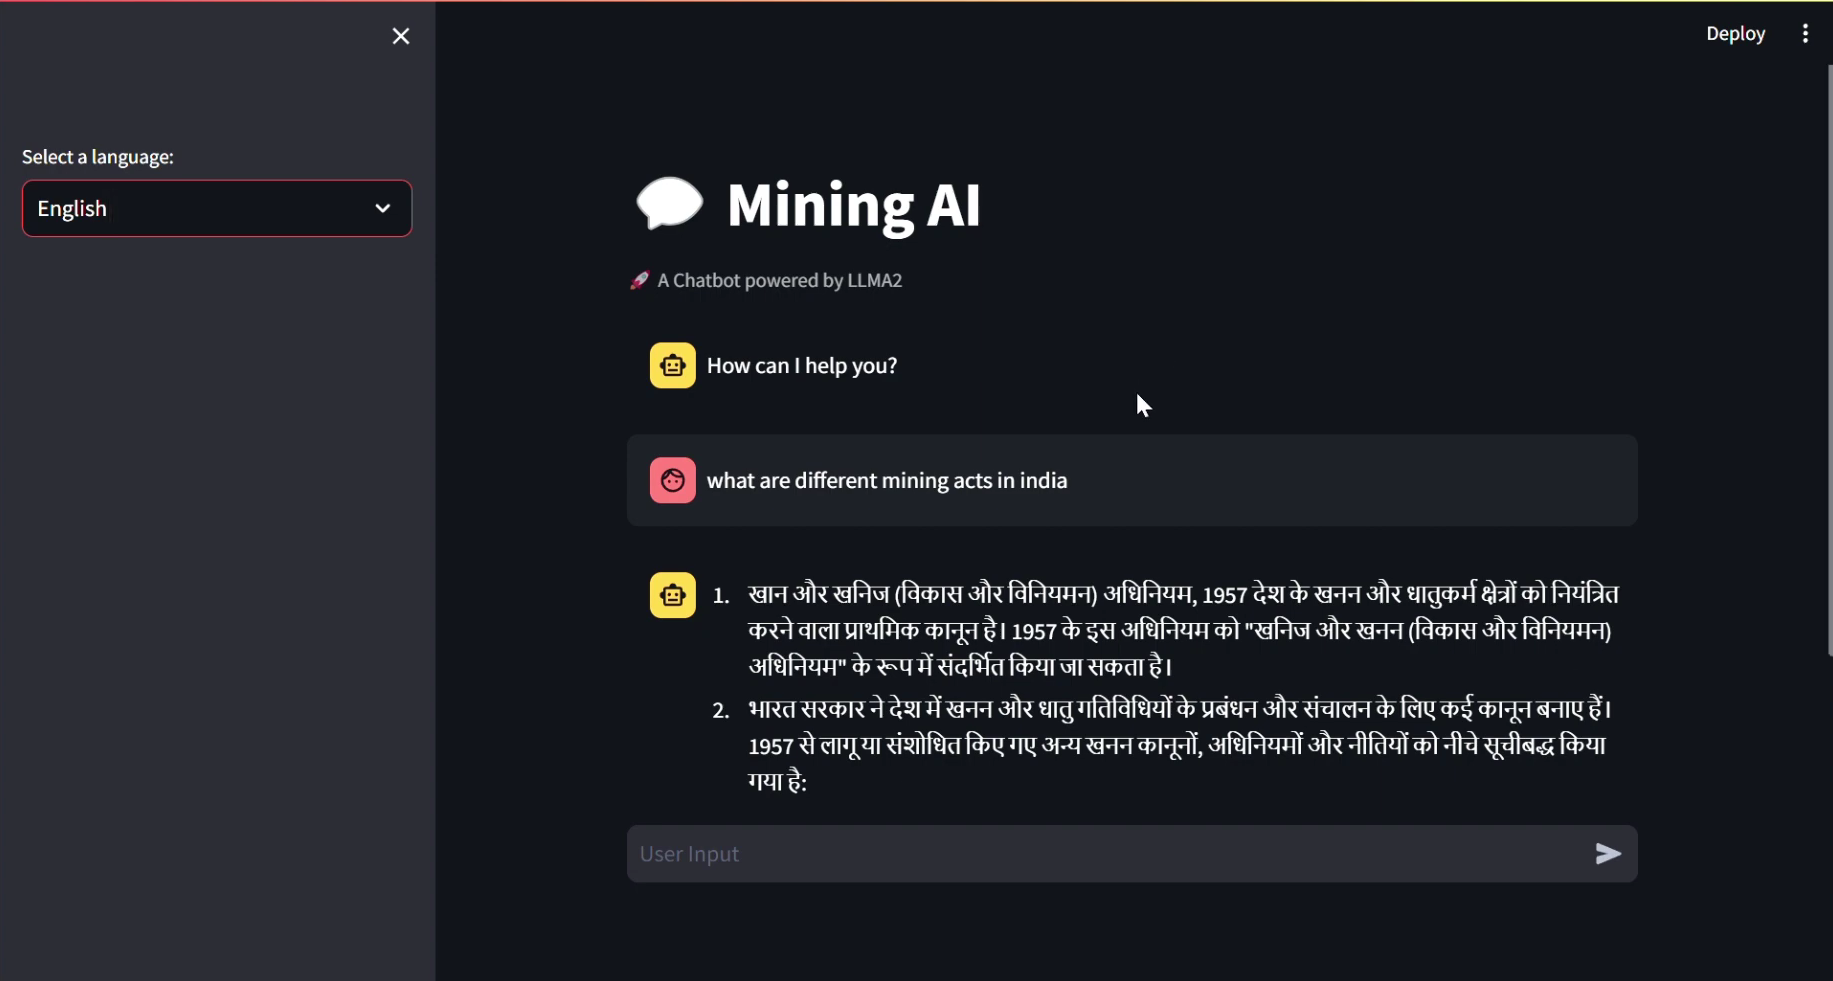 Deploy
Select a language:
English
Mining AI
A Chatbot powered by LLMA2
How can I help you?
what are different mining acts in india
1. खान और खनिज (विकास और विनियमन) अधिनियम, 1957 देश के खनन और धातुकर्म क्षेत्रों को नियंत्रित
करने वाला प्राथमिक कानून है। 1957 के इस अधिनियम को "खनिज और खनन (विकास और विनियमन)
अधिनियम" के रूप में संदर्भित किया जा सकता है।
2. भारत सरकार ने देश में खनन और धातु गतिविधियों के प्रबंधन और संचालन के लिए कई कानून बनाए हैं।
1957 से लागू या संशोधित किए गए अन्य खनन कानूनों, अधिनियमों और नीतियों को नीचे सूचीबद्ध किया
गया है:
User Input